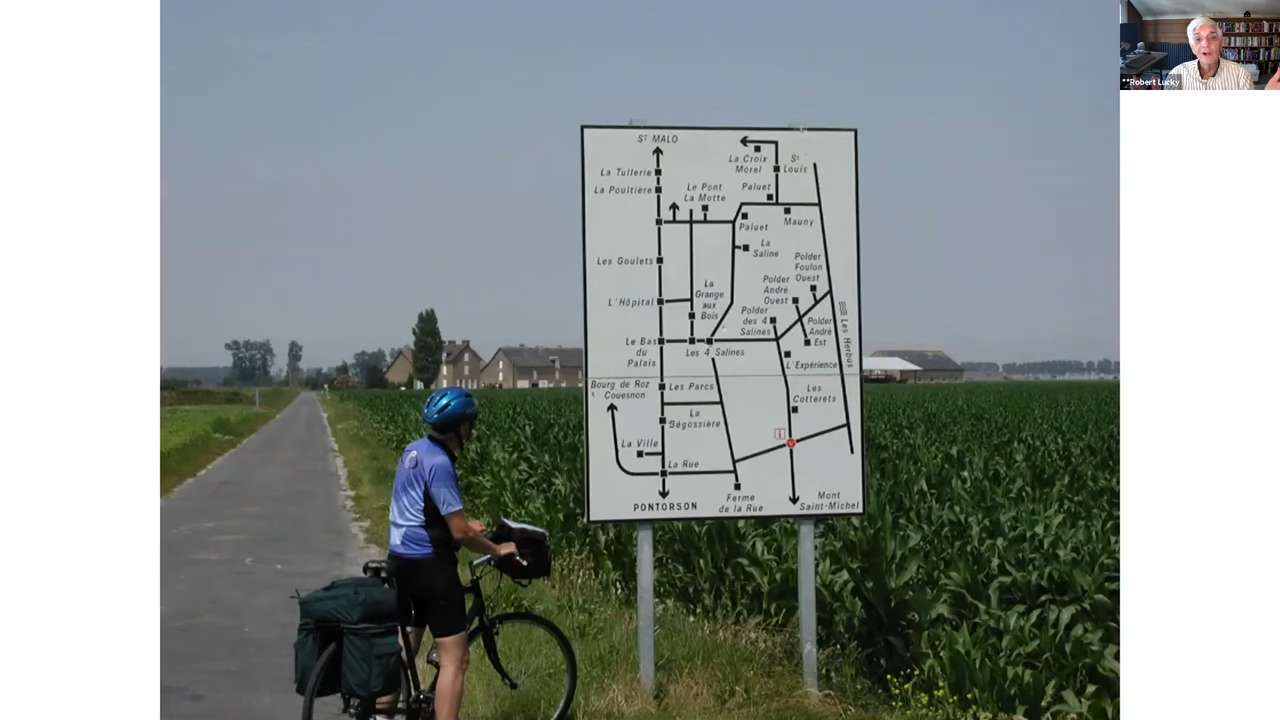 **Robert Lucky
ST MALO
La Croix
Morel
St
Louis
La Tullerie
La Poultière
Le Pont
La Motte
Paluet
Paluet
Mauny
La
Saline
Les Goulets
Polder
Foulon
Ouest
Polder
André
Ouest
L'Hôpital
La
Grange
aux
Bois
Polder
des 4
Salines
Polder
André
Est
Les Herbus
Le Bas
du
Palais
Les 4 Salines
L'Expérience
Bourg de Roz
s Couesnon
Les Parcs
Les
Cotterets
La
Bégossière
i
La Ville
La Rue
PONTORSON
Ferme
de la Rue
Mont
Saint-Michel